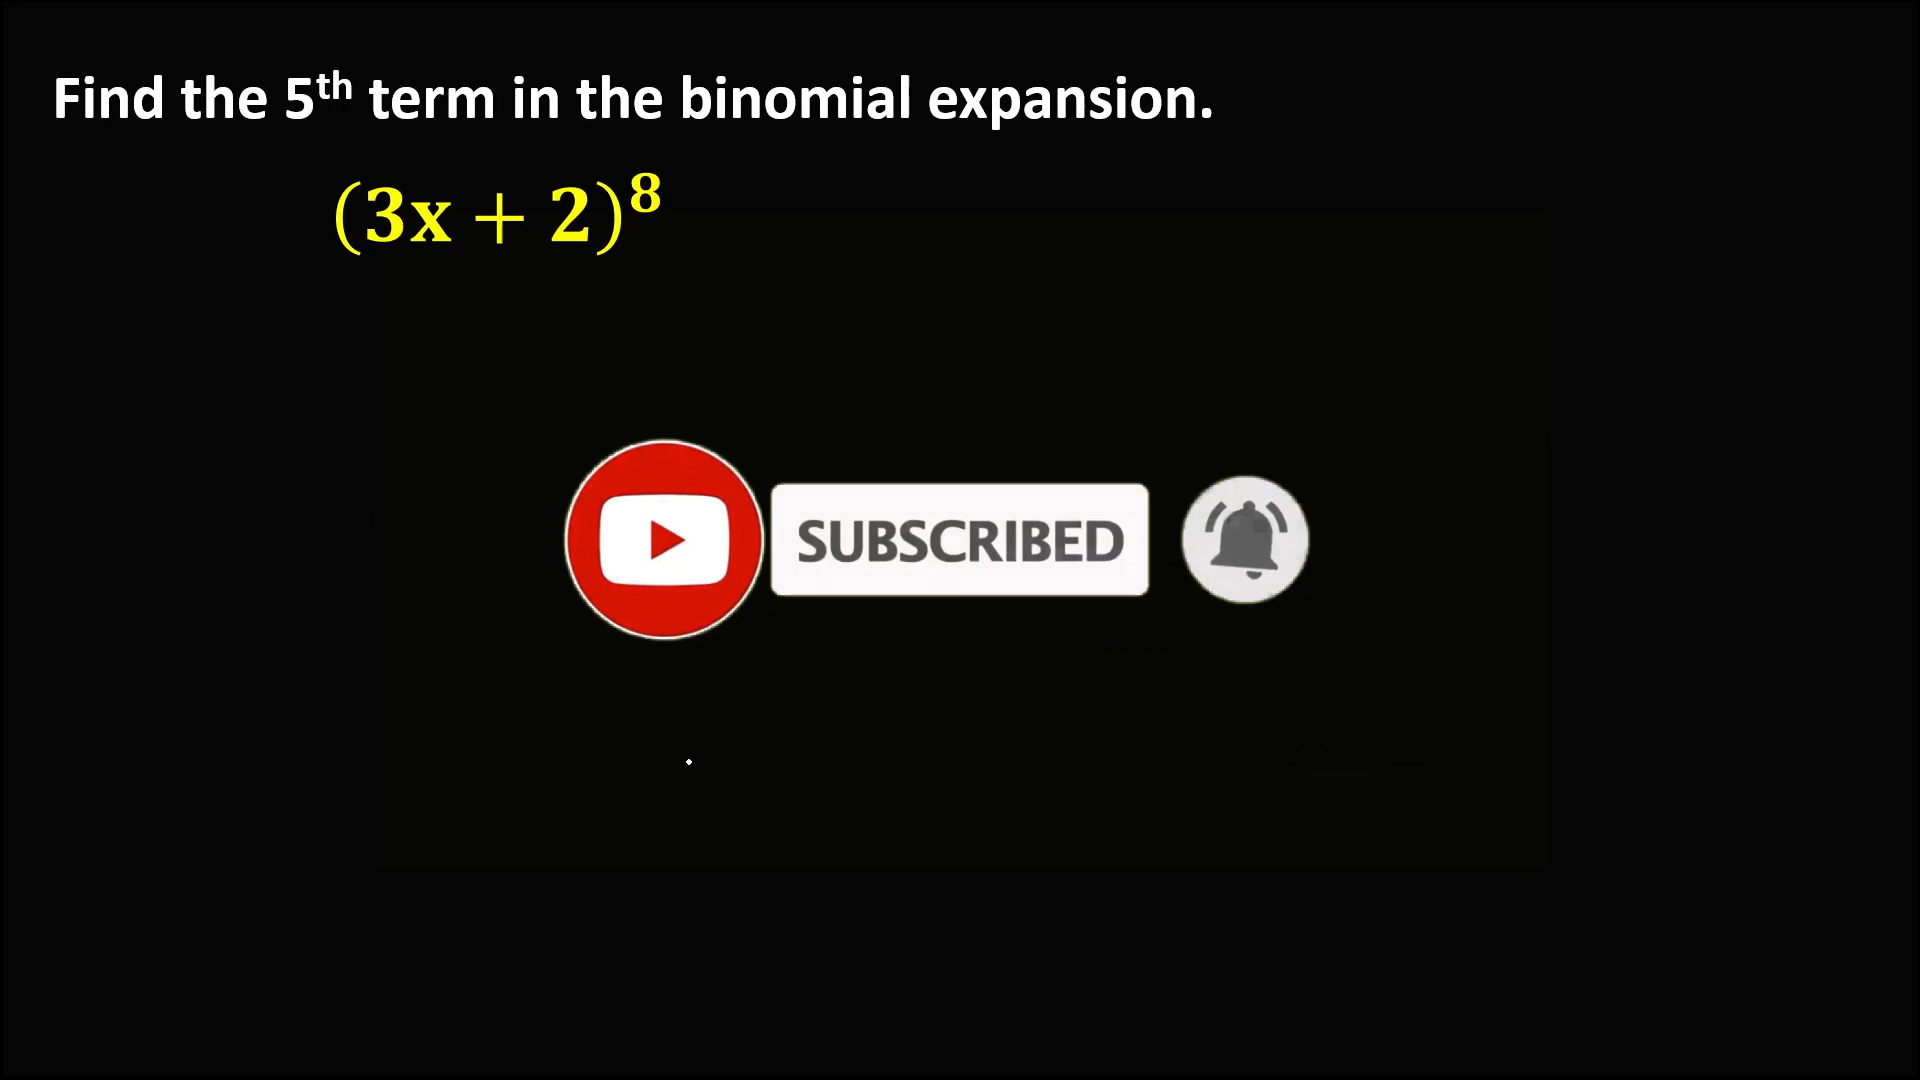 Find the 5th term in the binomial expansion.
(3x + 2)^8
SUBSCRIBED